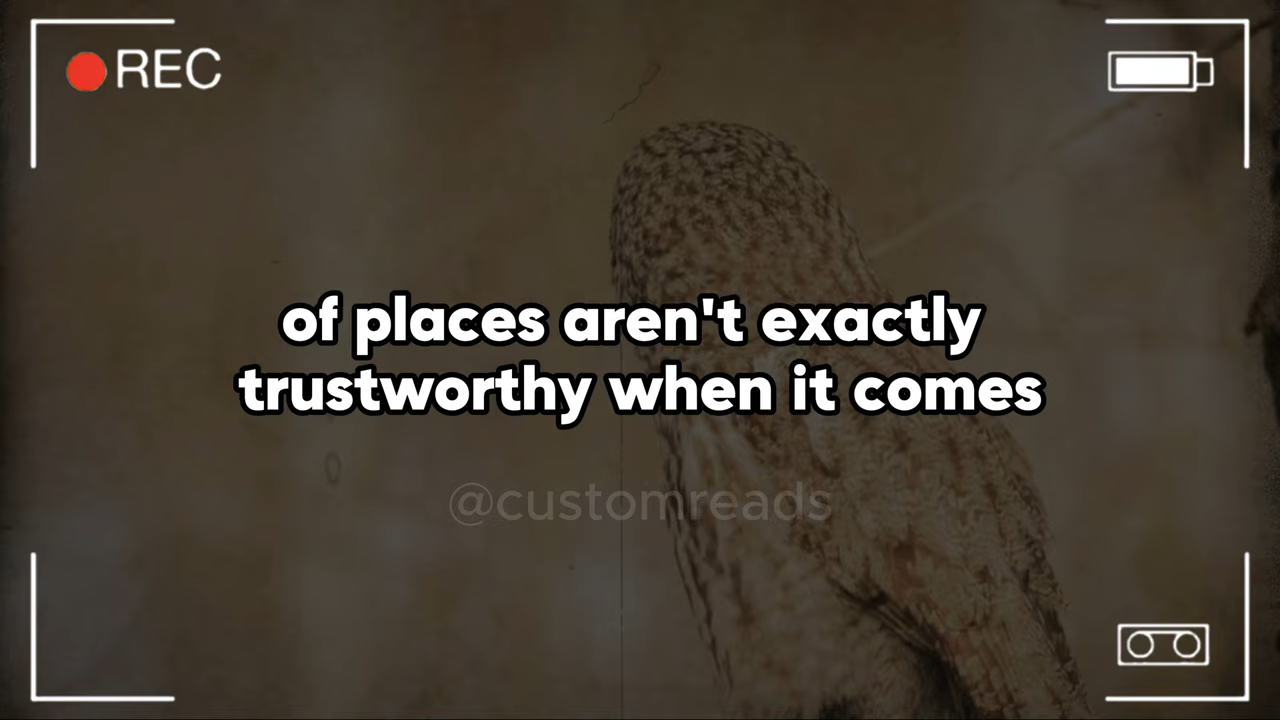 REC
of places aren't exactly
trustworthy when it comes
@customreads